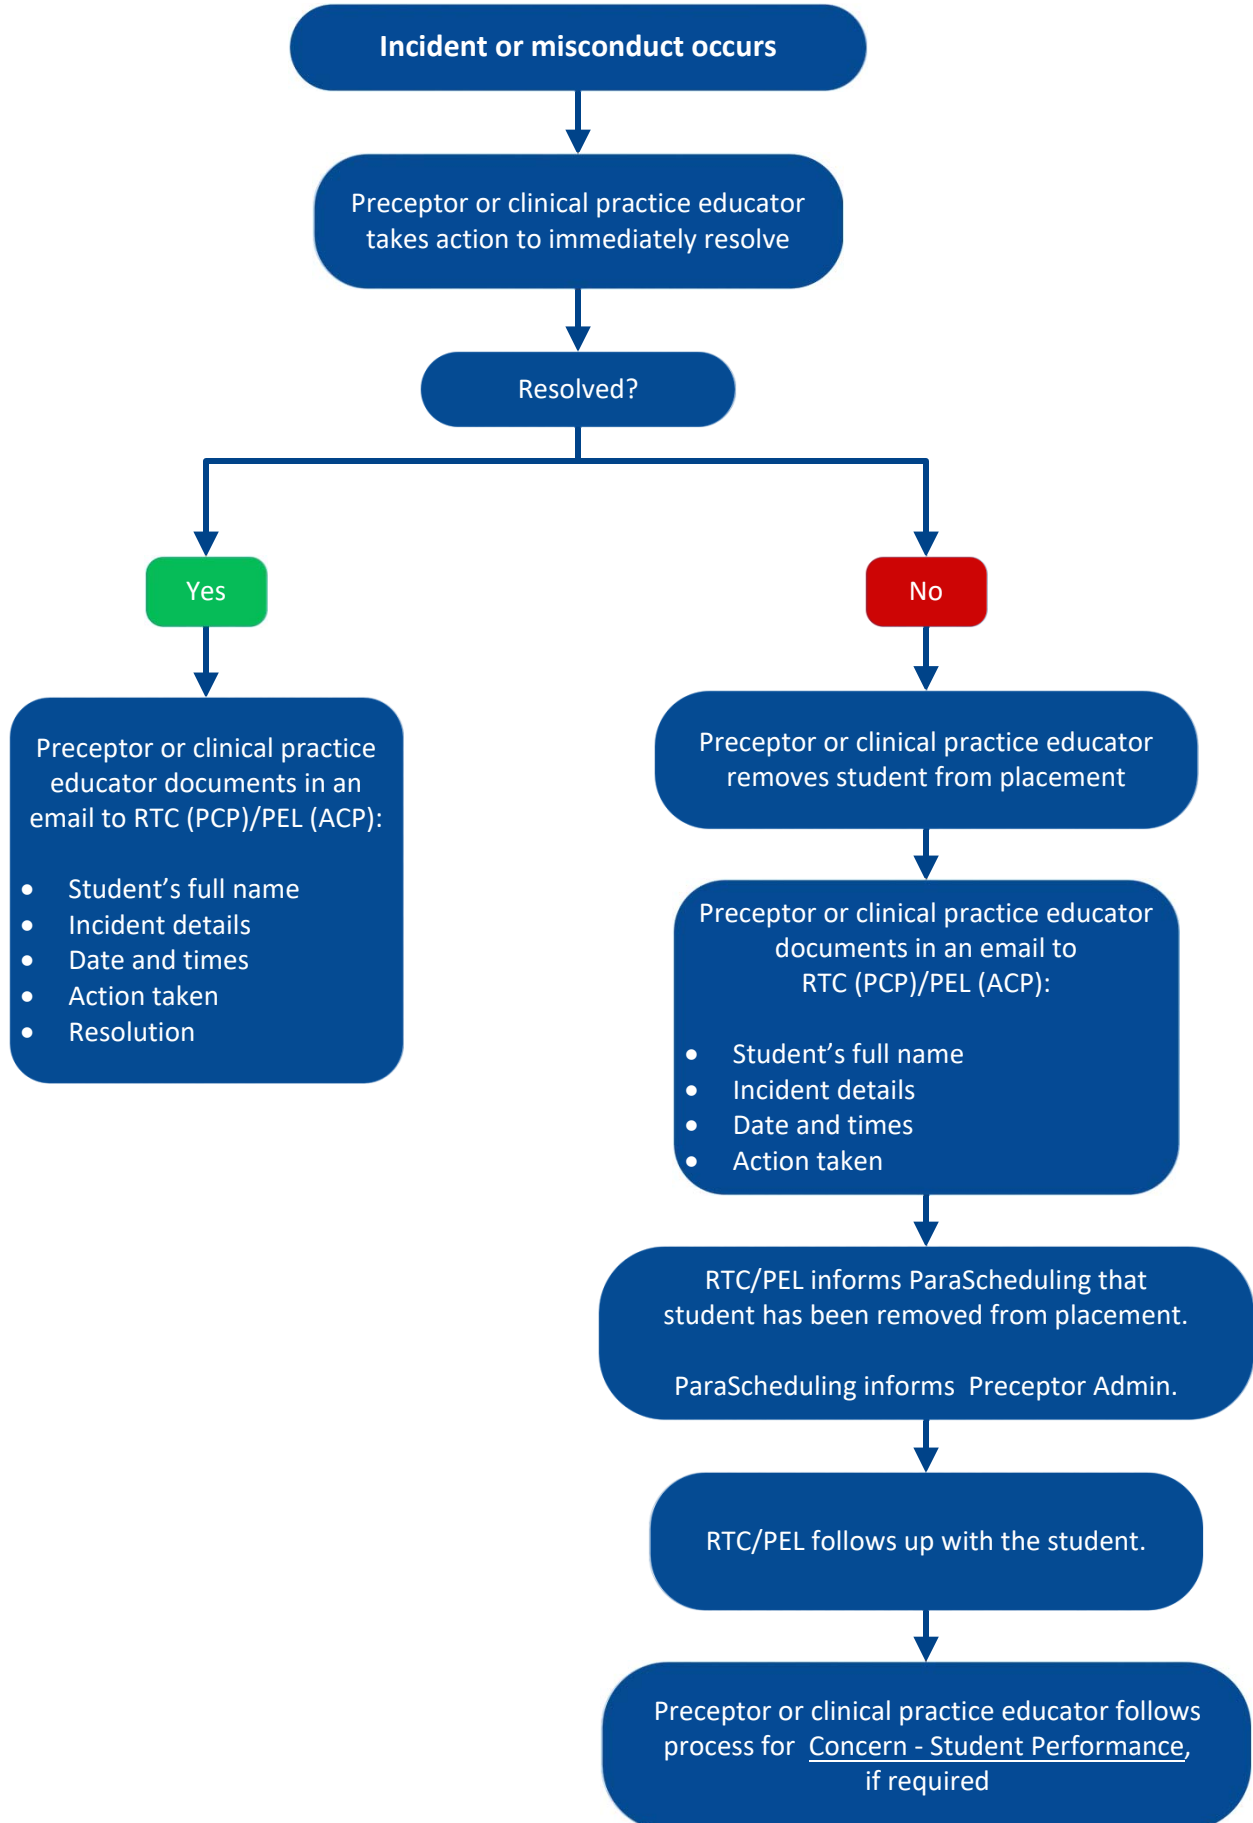 Incident or misconduct occurs
Preceptor or clinical practice educator
takes action to immediately resolve
Resolved?
Yes
No
Preceptor or clinical practice
educator documents in an
email to RTC (PCP)/PEL (ACP):
• Student’s full name
• Incident details
• Date and times
• Action taken
• Resolution
Preceptor or clinical practice educator
removes student from placement
Preceptor or clinical practice educator
documents in an email to
RTC (PCP)/PEL (ACP):
• Student’s full name
• Incident details
• Date and times
• Action taken
RTC/PEL informs ParaScheduling that
student has been removed from placement.
ParaScheduling informs Preceptor Admin.
RTC/PEL follows up with the student.
Preceptor or clinical practice educator follows
process for Concern - Student Performance,
if required